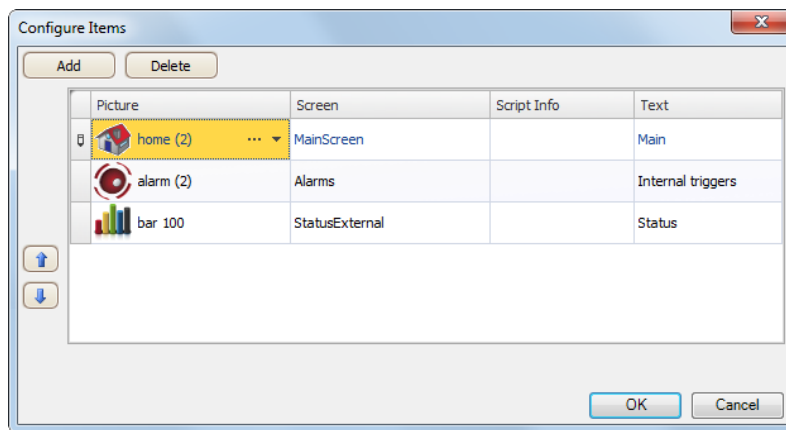 Configure Items
Add Delete
Picture Screen Script Info Text
home (2) ... MainScreen Main
alarm (2) Alarms Internal triggers
bar 100 StatusExternal Status
OK Cancel